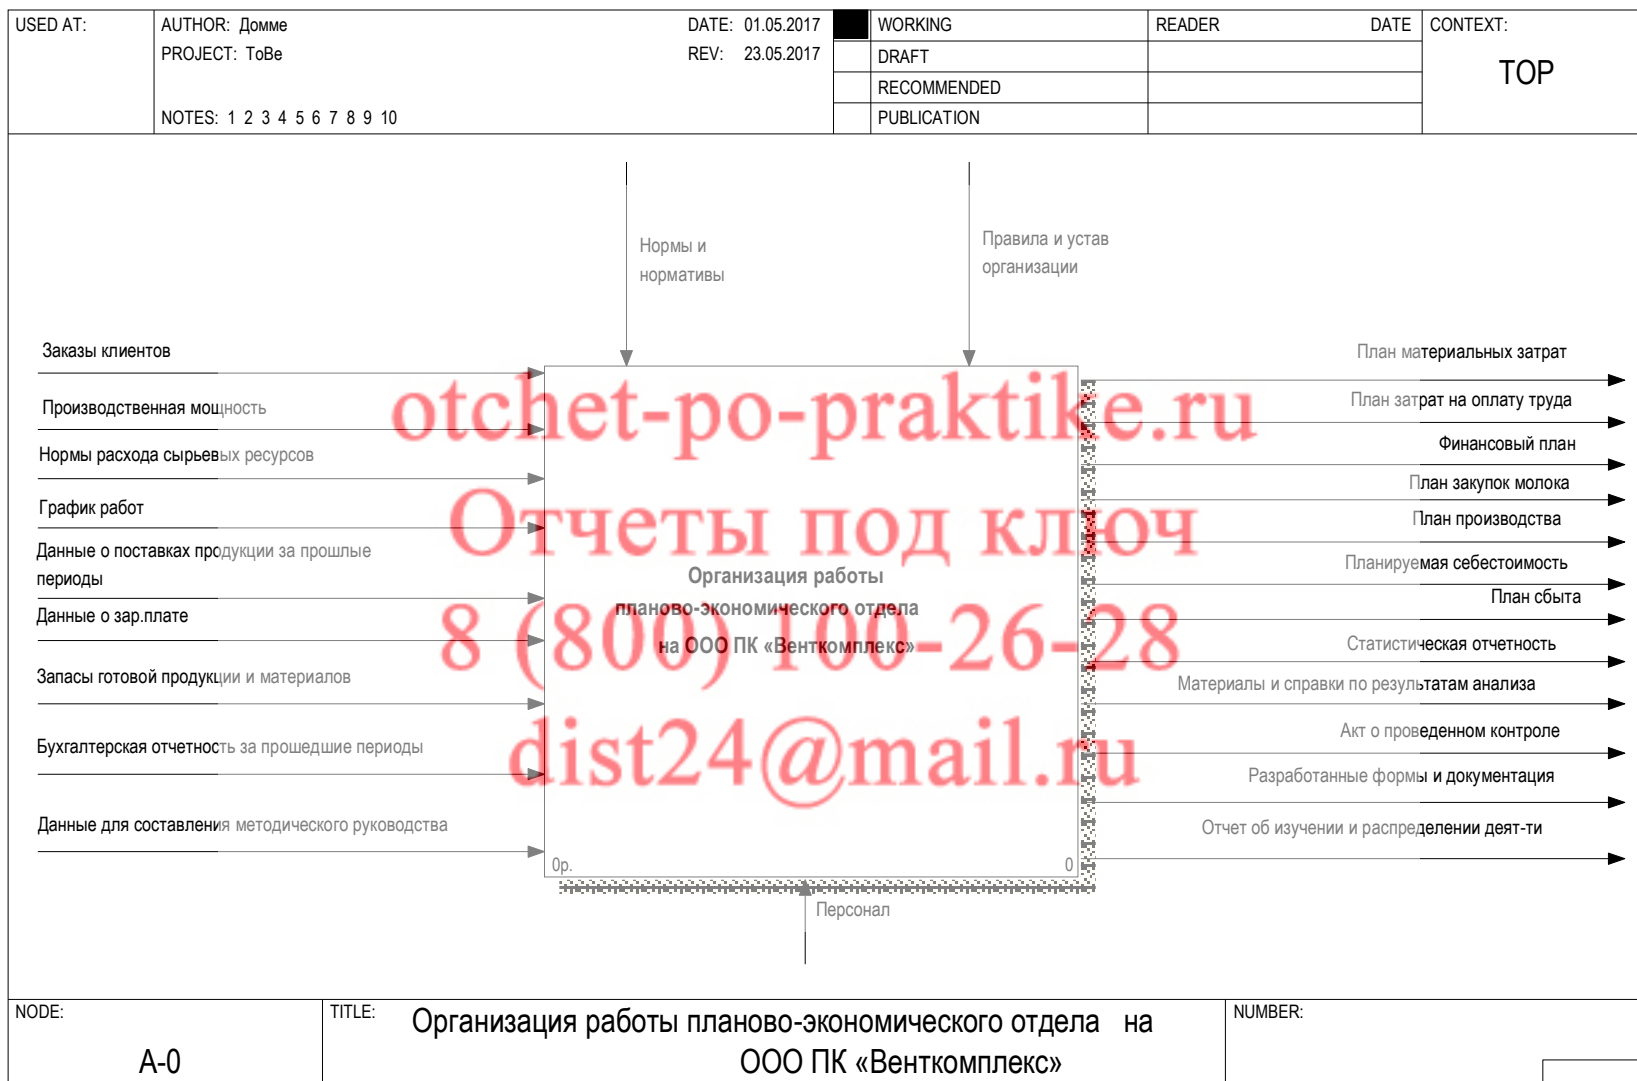 USED AT:
AUTHOR: Домме
DATE: 01.05.2017
PROJECT: ToBe
REV: 23.05.2017
NOTES: 1 2 3 4 5 6 7 8 9 10
WORKING
DRAFT
RECOMMENDED
PUBLICATION
READER DATE
CONTEXT:
TOP
Нормы и
нормативы
Правила и устав
организации
Заказы клиентов
Производственная мощность
Нормы расхода сырьевых ресурсов
График работ
Данные о поставках продукции за прошлые
периоды
Данные о зар.плате
Запасы готовой продукции и материалов
Бухгалтерская отчетность за прошедшие периоды
Данные для составления методического руководства
otchet-po-praktike.ru
Отчеты под ключ
8 (800) 100-26-28
dist24@mail.ru
Организация работы
планово-экономического отдела
на ООО ПК «Венткомплекс»
0р.
0
Персонал
План материальных затрат
План затрат на оплату труда
Финансовый план
План закупок молока
План производства
Планируемая себестоимость
План сбыта
Статистическая отчетность
Материалы и справки по результатам анализа
Акт о проведенном контроле
Разработанные формы и документация
Отчет об изучении и распределении деят-ти
NODE:
A-0
TITLE:
Организация работы планово-экономического отдела на
ООО ПК «Венткомплекс»
NUMBER: